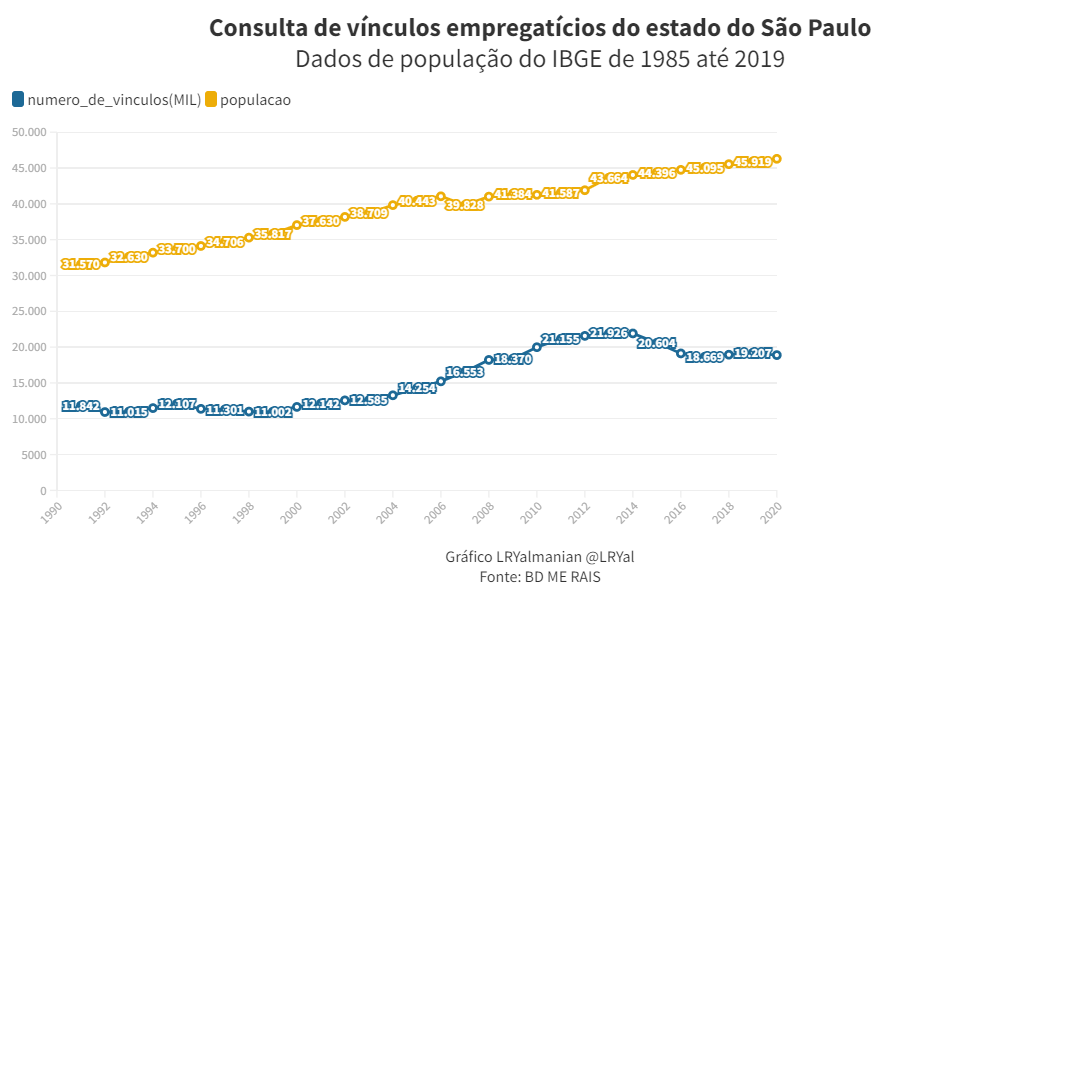 Consulta de vínculos empregatícios do estado do São Paulo
Dados de população do IBGE de 1985 até 2019
numero_de_vinculos(MIL) populacao
50.000
45.000
40.000
35.000
30.000
25.000
20.000
15.000
10.000
5000
0
31.570 32.630 33.700 34.706 35.817 37.630 38.709 40.443 39.828 41.384 41.587 43.664 44.396 45.095 45.919
11.842 11.015 12.107 11.301 11.002 12.142 12.585 14.254 16.553 18.370 21.155 21.926 20.604 18.669 19.207
1990 1992 1994 1996 1998 2000 2002 2004 2006 2008 2010 2012 2014 2016 2018 2020
Gráfico LRYalmanian @LRYal
Fonte: BD ME RAIS